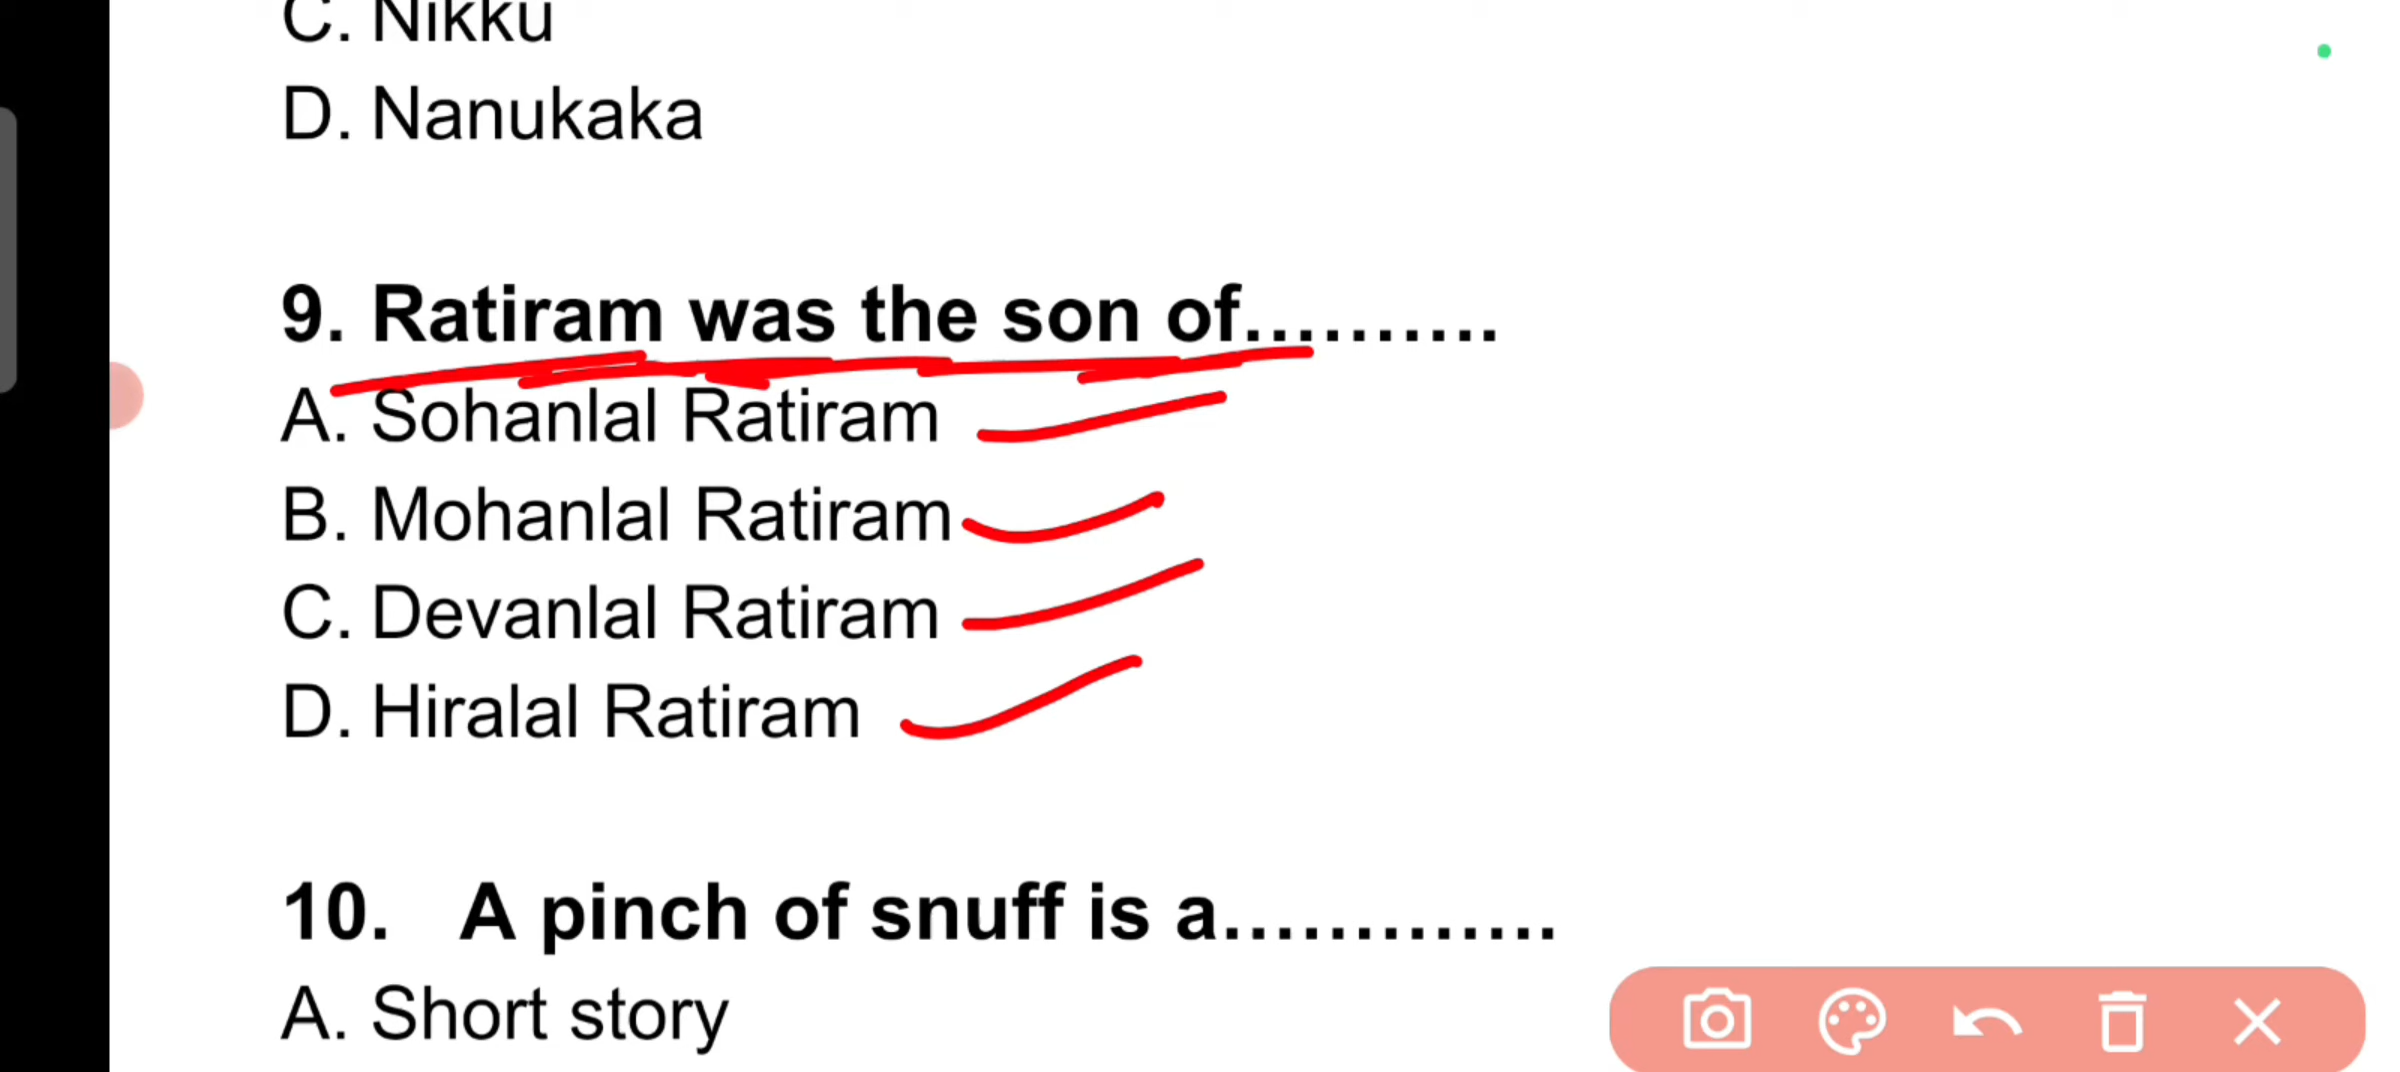 C. Nikku
D. Nanukaka
9. Ratiram was the son of..........
A. Sohanlal Ratiram
B. Mohanlal Ratiram
C. Devanlal Ratiram
D. Hiralal Ratiram
10. A pinch of snuff is a.............
A. Short story